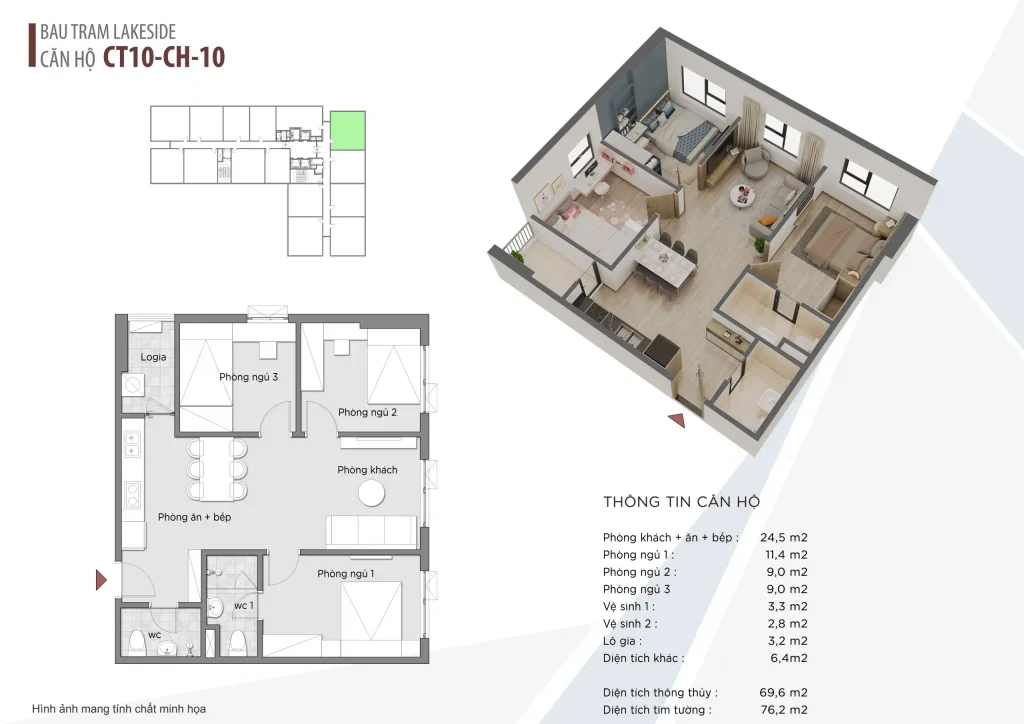 BAU TRAM LAKESIDE
CĂN HỘ CT10-CH-10
Logia
Phòng ngủ 3
Phòng ngủ 2
Phòng khách
Phòng ăn + bếp
Phòng ngủ 1
wc 1
wc
THÔNG TIN CĂN HỘ
Phòng khách + ăn + bếp : 24,5 m2
Phòng ngủ 1 : 11,4 m2
Phòng ngủ 2 : 9,0 m2
Phòng ngủ 3 9,0 m2
Vệ sinh 1 : 3,3 m2
Vệ sinh 2 : 2,8 m2
Lô gia : 3,2 m2
Diện tích khác : 6,4m2
Diện tích thông thủy : 69,6 m2
Diện tích tim tường : 76,2 m2
Hình ảnh mang tính chất minh họa